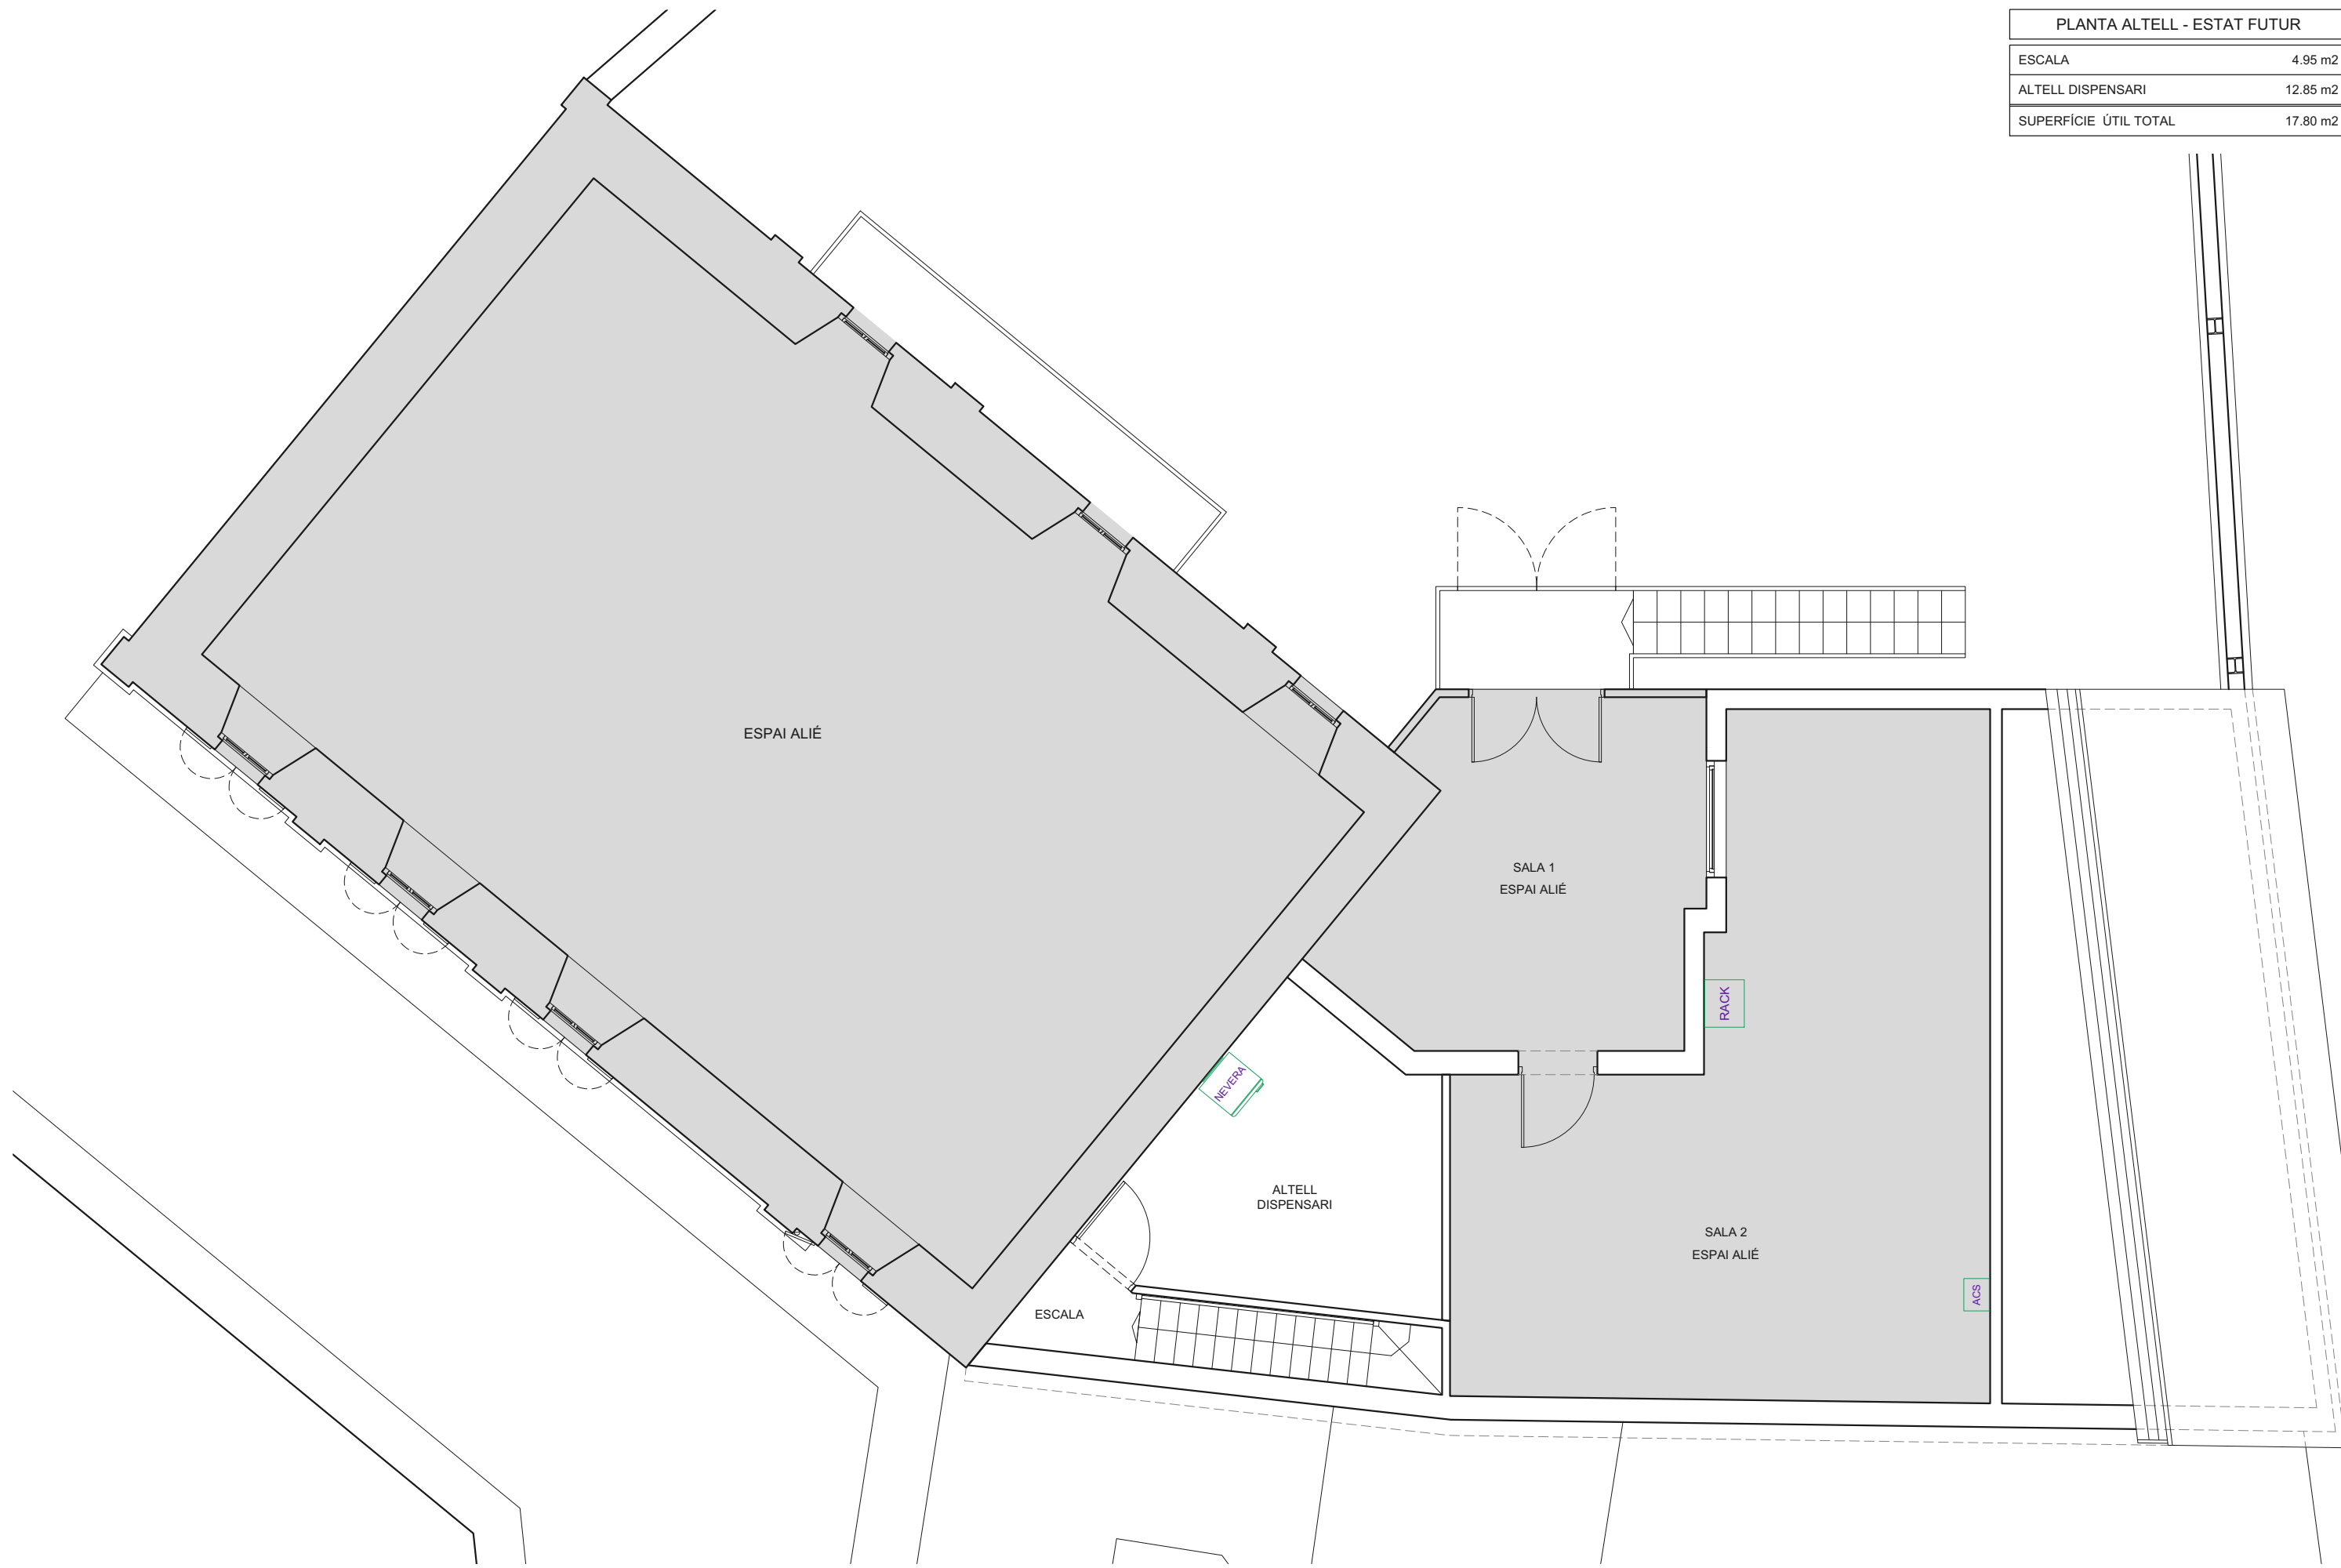 PLANTA ALTELL - ESTAT FUTUR
ESCALA 4.95 m2
ALTELL DISPENSARI 12.85 m2
SUPERFÍCIE ÚTIL TOTAL 17.80 m2
ESPAI ALIÉ
SALA 1
ESPAI ALIÉ
RACK
NEVERA
ALTELL
DISPENSARI
SALA 2
ESPAI ALIÉ
ACS
ESCALA